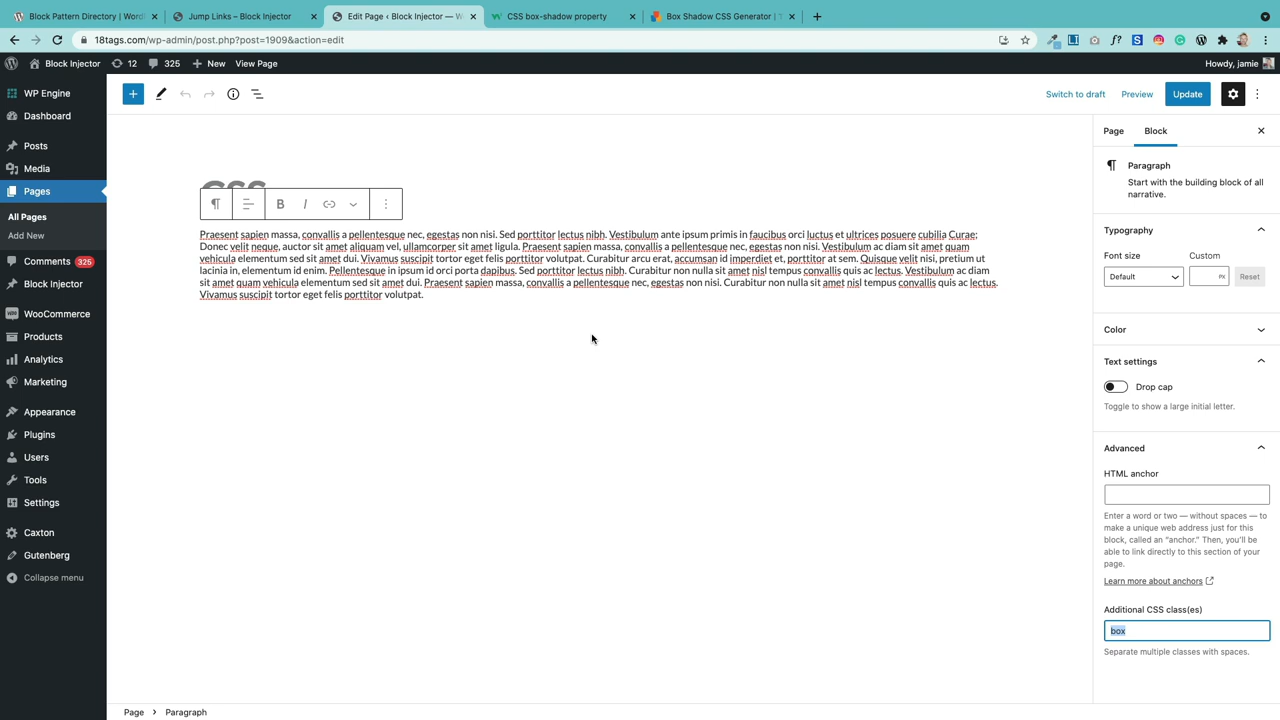 Block Pattern Directory | Word
Jump Links – Block Injector
Edit Page ‹ Block Injector — W
CSS box-shadow property
Box Shadow CSS Generator | T
18tags.com/wp-admin/post.php?post=1909&action=edit
Block Injector
12
325
New
View Page
Howdy, jamie
WP Engine
Dashboard
Posts
Media
Pages
All Pages
Add New
Comments 325
Block Injector
WooCommerce
Products
Analytics
Marketing
Appearance
Plugins
Users
Tools
Settings
Caxton
Gutenberg
Collapse menu
Switch to draft
Preview
Update
CSS
B
I
Praesent sapien massa, convallis a pellentesque nec, egestas non nisi. Sed porttitor lectus nibh. Vestibulum ante ipsum primis in faucibus orci luctus et ultrices posuere cubilia Curae;
Donec velit neque, auctor sit amet aliquam vel, ullamcorper sit amet ligula. Praesent sapien massa, convallis a pellentesque nec, egestas non nisi. Vestibulum ac diam sit amet quam
vehicula elementum sed sit amet dui. Vivamus suscipit tortor eget felis porttitor volutpat. Curabitur arcu erat, accumsan id imperdiet et, porttitor at sem. Quisque velit nisi, pretium ut
lacinia in, elementum id enim. Pellentesque in ipsum id orci porta dapibus. Sed porttitor lectus nibh. Curabitur non nulla sit amet nisl tempus convallis quis ac lectus. Vestibulum ac diam
sit amet quam vehicula elementum sed sit amet dui. Praesent sapien massa, convallis a pellentesque nec, egestas non nisi. Curabitur non nulla sit amet nisl tempus convallis quis ac lectus.
Vivamus suscipit tortor eget felis porttitor volutpat.
Page
Block
Paragraph
Start with the building block of all
narrative.
Typography
Font size
Custom
Default
PX
Reset
Color
Text settings
Drop cap
Toggle to show a large initial letter.
Advanced
HTML anchor
Enter a word or two — without spaces — to
make a unique web address just for this
block, called an “anchor.” Then, you’ll be
able to link directly to this section of your
page.
Learn more about anchors
Additional CSS class(es)
box
Separate multiple classes with spaces.
Page
Paragraph